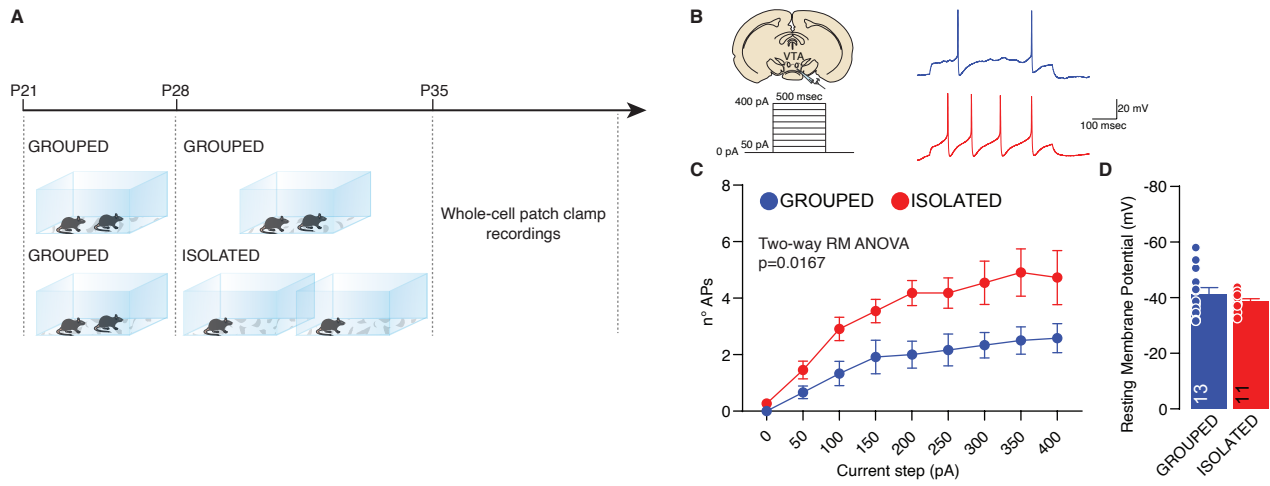 A
P21
P28
P35
GROUPED
GROUPED
GROUPED
ISOLATED
Whole-cell patch clamp
recordings
B
VTA
400 pA
500 msec
50 pA
0 pA
20 mV
100 msec
C
n° APs
8
6
4
2
0
GROUPED
ISOLATED
Two-way RM ANOVA
p=0.0167
0
50
100
150
200
250
300
350
400
Current step (pA)
D
Resting Membrane Potential (mV)
-80
-60
-40
-20
0
13
11
GROUPED
ISOLATED